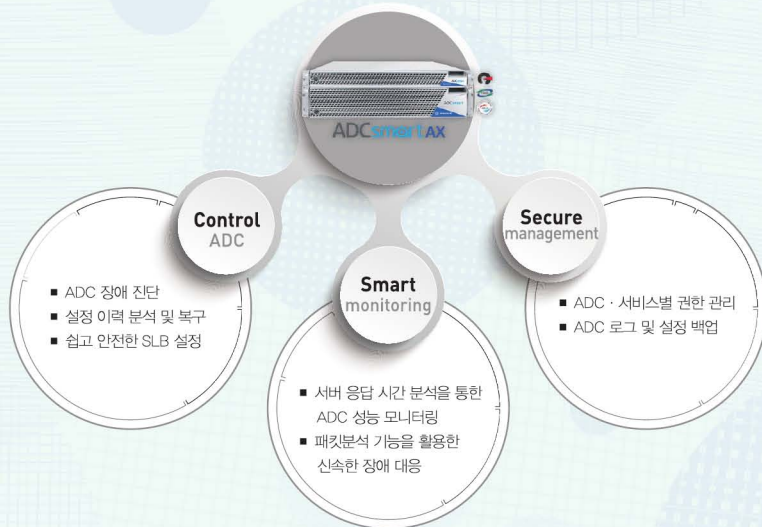 ADCsmart AX
Control
ADC
■ ADC 장애 진단
■ 설정 이력 분석 및 복구
■ 쉽고 안전한 SLB 설정
Smart
monitoring
■ 서버 응답 시간 분석을 통한
ADC 성능 모니터링
■ 패킷분석 기능을 활용한
신속한 장애 대응
Secure
management
■ ADC · 서비스별 권한 관리
■ ADC 로그 및 설정 백업